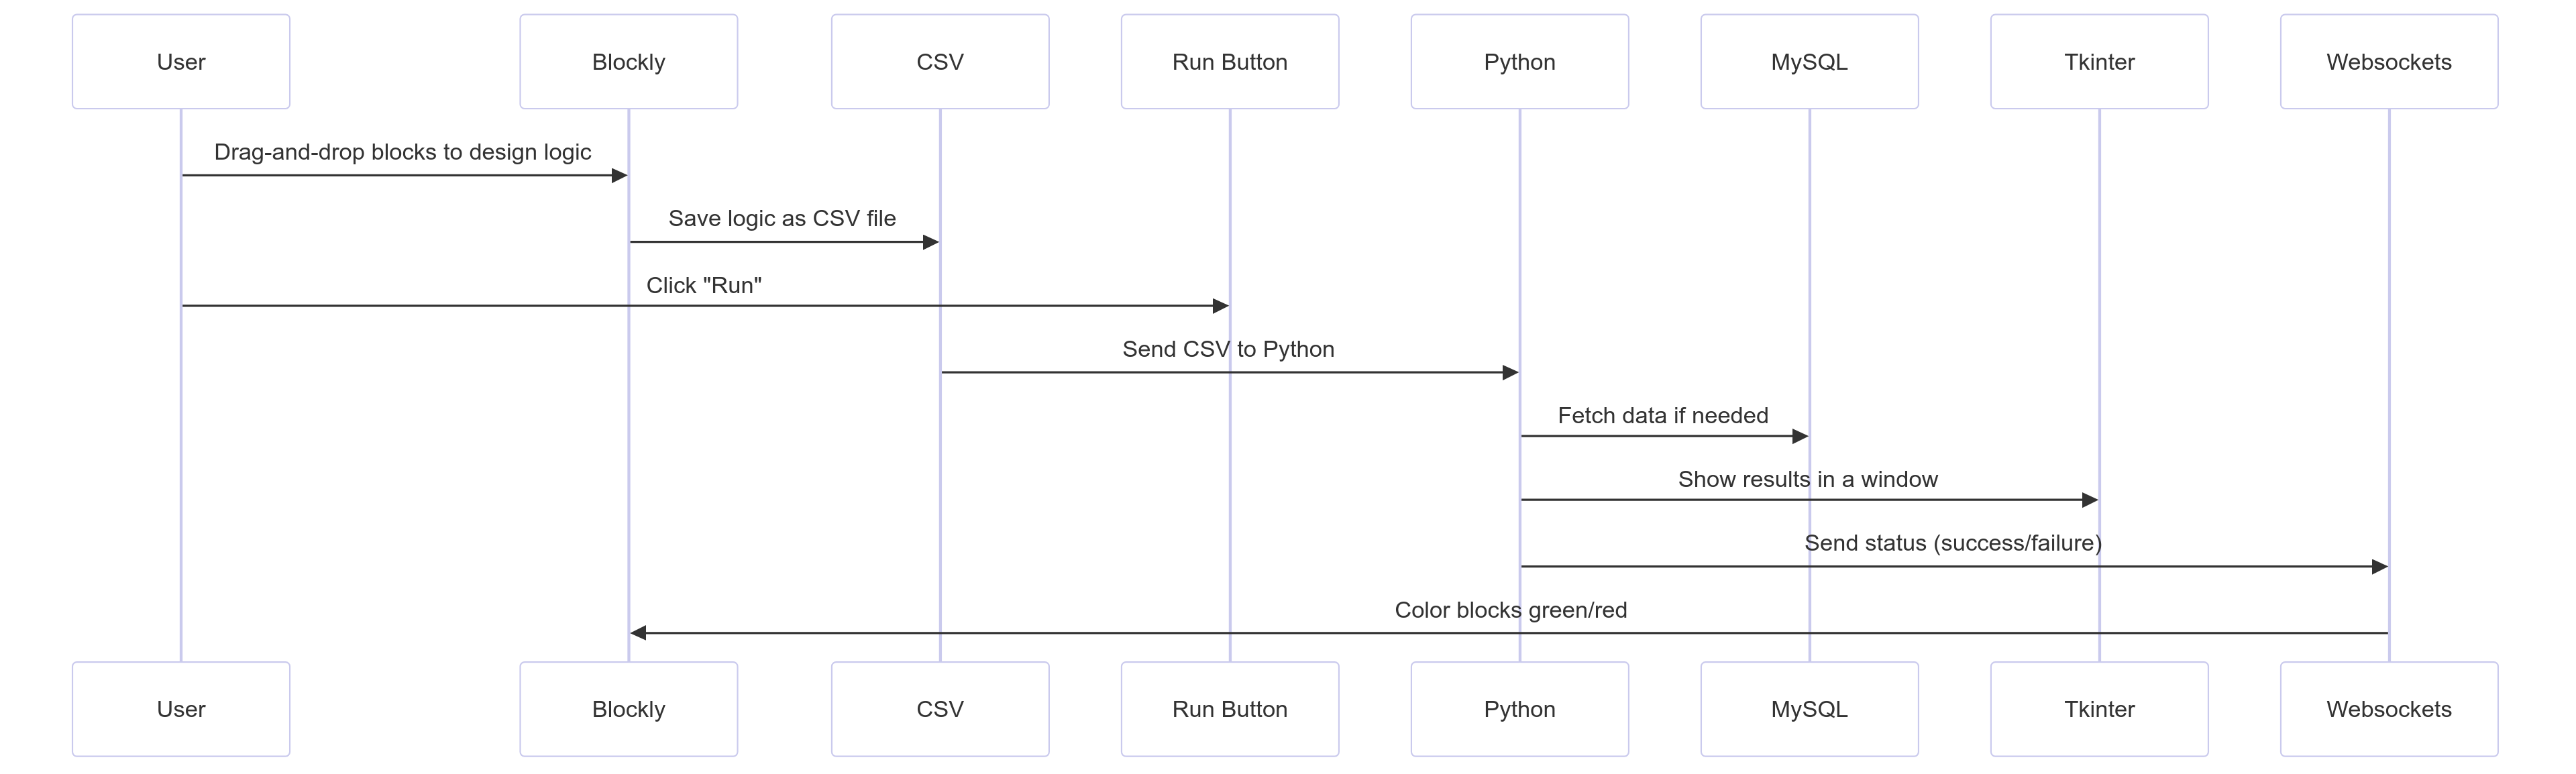 User
Blockly
CSV
Run Button
Python
MySQL
Tkinter
Websockets
Drag-and-drop blocks to design logic
Save logic as CSV file
Click "Run"
Send CSV to Python
Fetch data if needed
Show results in a window
Send status (success/failure)
Color blocks green/red
User
Blockly
CSV
Run Button
Python
MySQL
Tkinter
Websockets